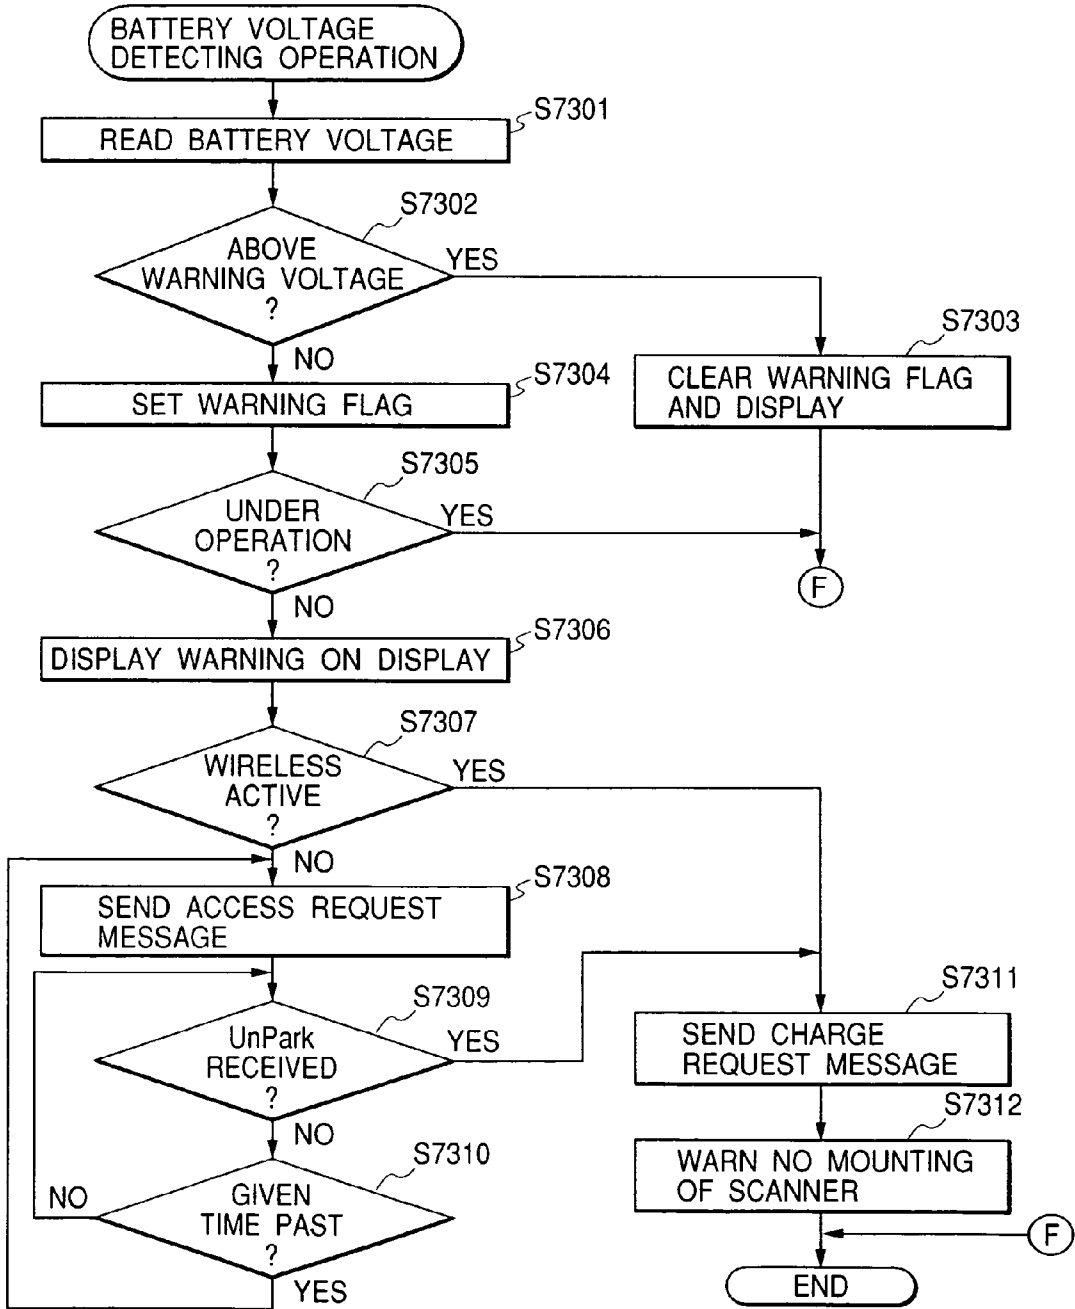 BATTERY VOLTAGE
DETECTING OPERATION
S7301
READ BATTERY VOLTAGE
S7302
ABOVE
WARNING VOLTAGE
?
YES
NO
S7303
CLEAR WARNING FLAG
AND DISPLAY
S7304
SET WARNING FLAG
S7305
UNDER
OPERATION
?
YES
NO
F
S7306
DISPLAY WARNING ON DISPLAY
S7307
WIRELESS
ACTIVE
?
YES
NO
S7308
SEND ACCESS REQUEST
MESSAGE
S7309
UnPark
RECEIVED
?
YES
NO
S7310
GIVEN
TIME PAST
?
NO
YES
S7311
SEND CHARGE
REQUEST MESSAGE
S7312
WARN NO MOUNTING
OF SCANNER
F
END